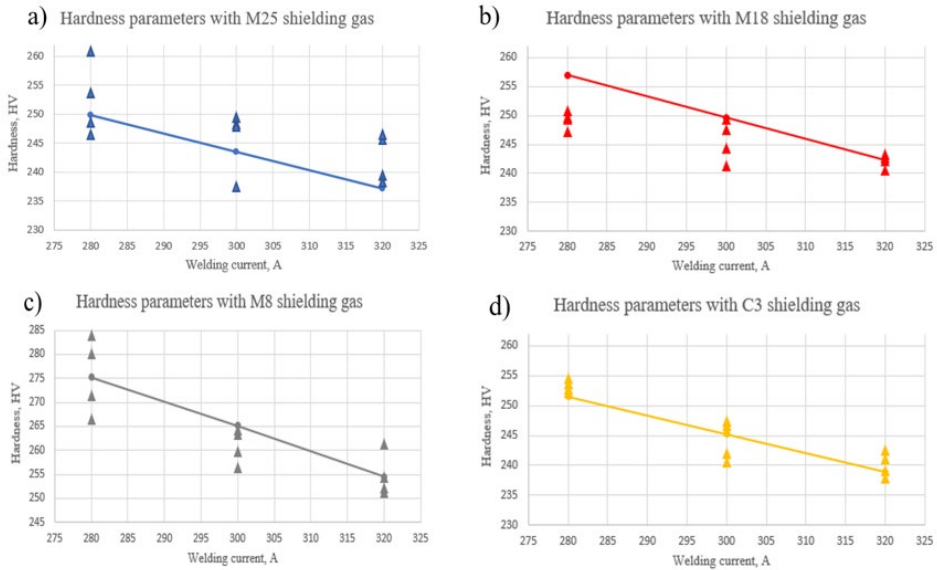 a) Hardness parameters with M25 shielding gas
Hardness, HV
260
255
250
245
240
235
230
275 280 285 290 295 300 305 310 315 320 325
Welding current, A
b) Hardness parameters with M18 shielding gas
Hardness, HV
260
255
250
245
240
235
230
275 280 285 290 295 300 305 310 315 320 325
Welding current, A
c) Hardness parameters with M8 shielding gas
Hardness, HV
285
280
275
270
265
260
255
250
245
275 280 285 290 295 300 305 310 315 320 325
Welding current, A
d) Hardness parameters with C3 shielding gas
Hardness, HV
260
255
250
245
240
235
230
275 280 285 290 295 300 305 310 315 320 325
Welding current, A